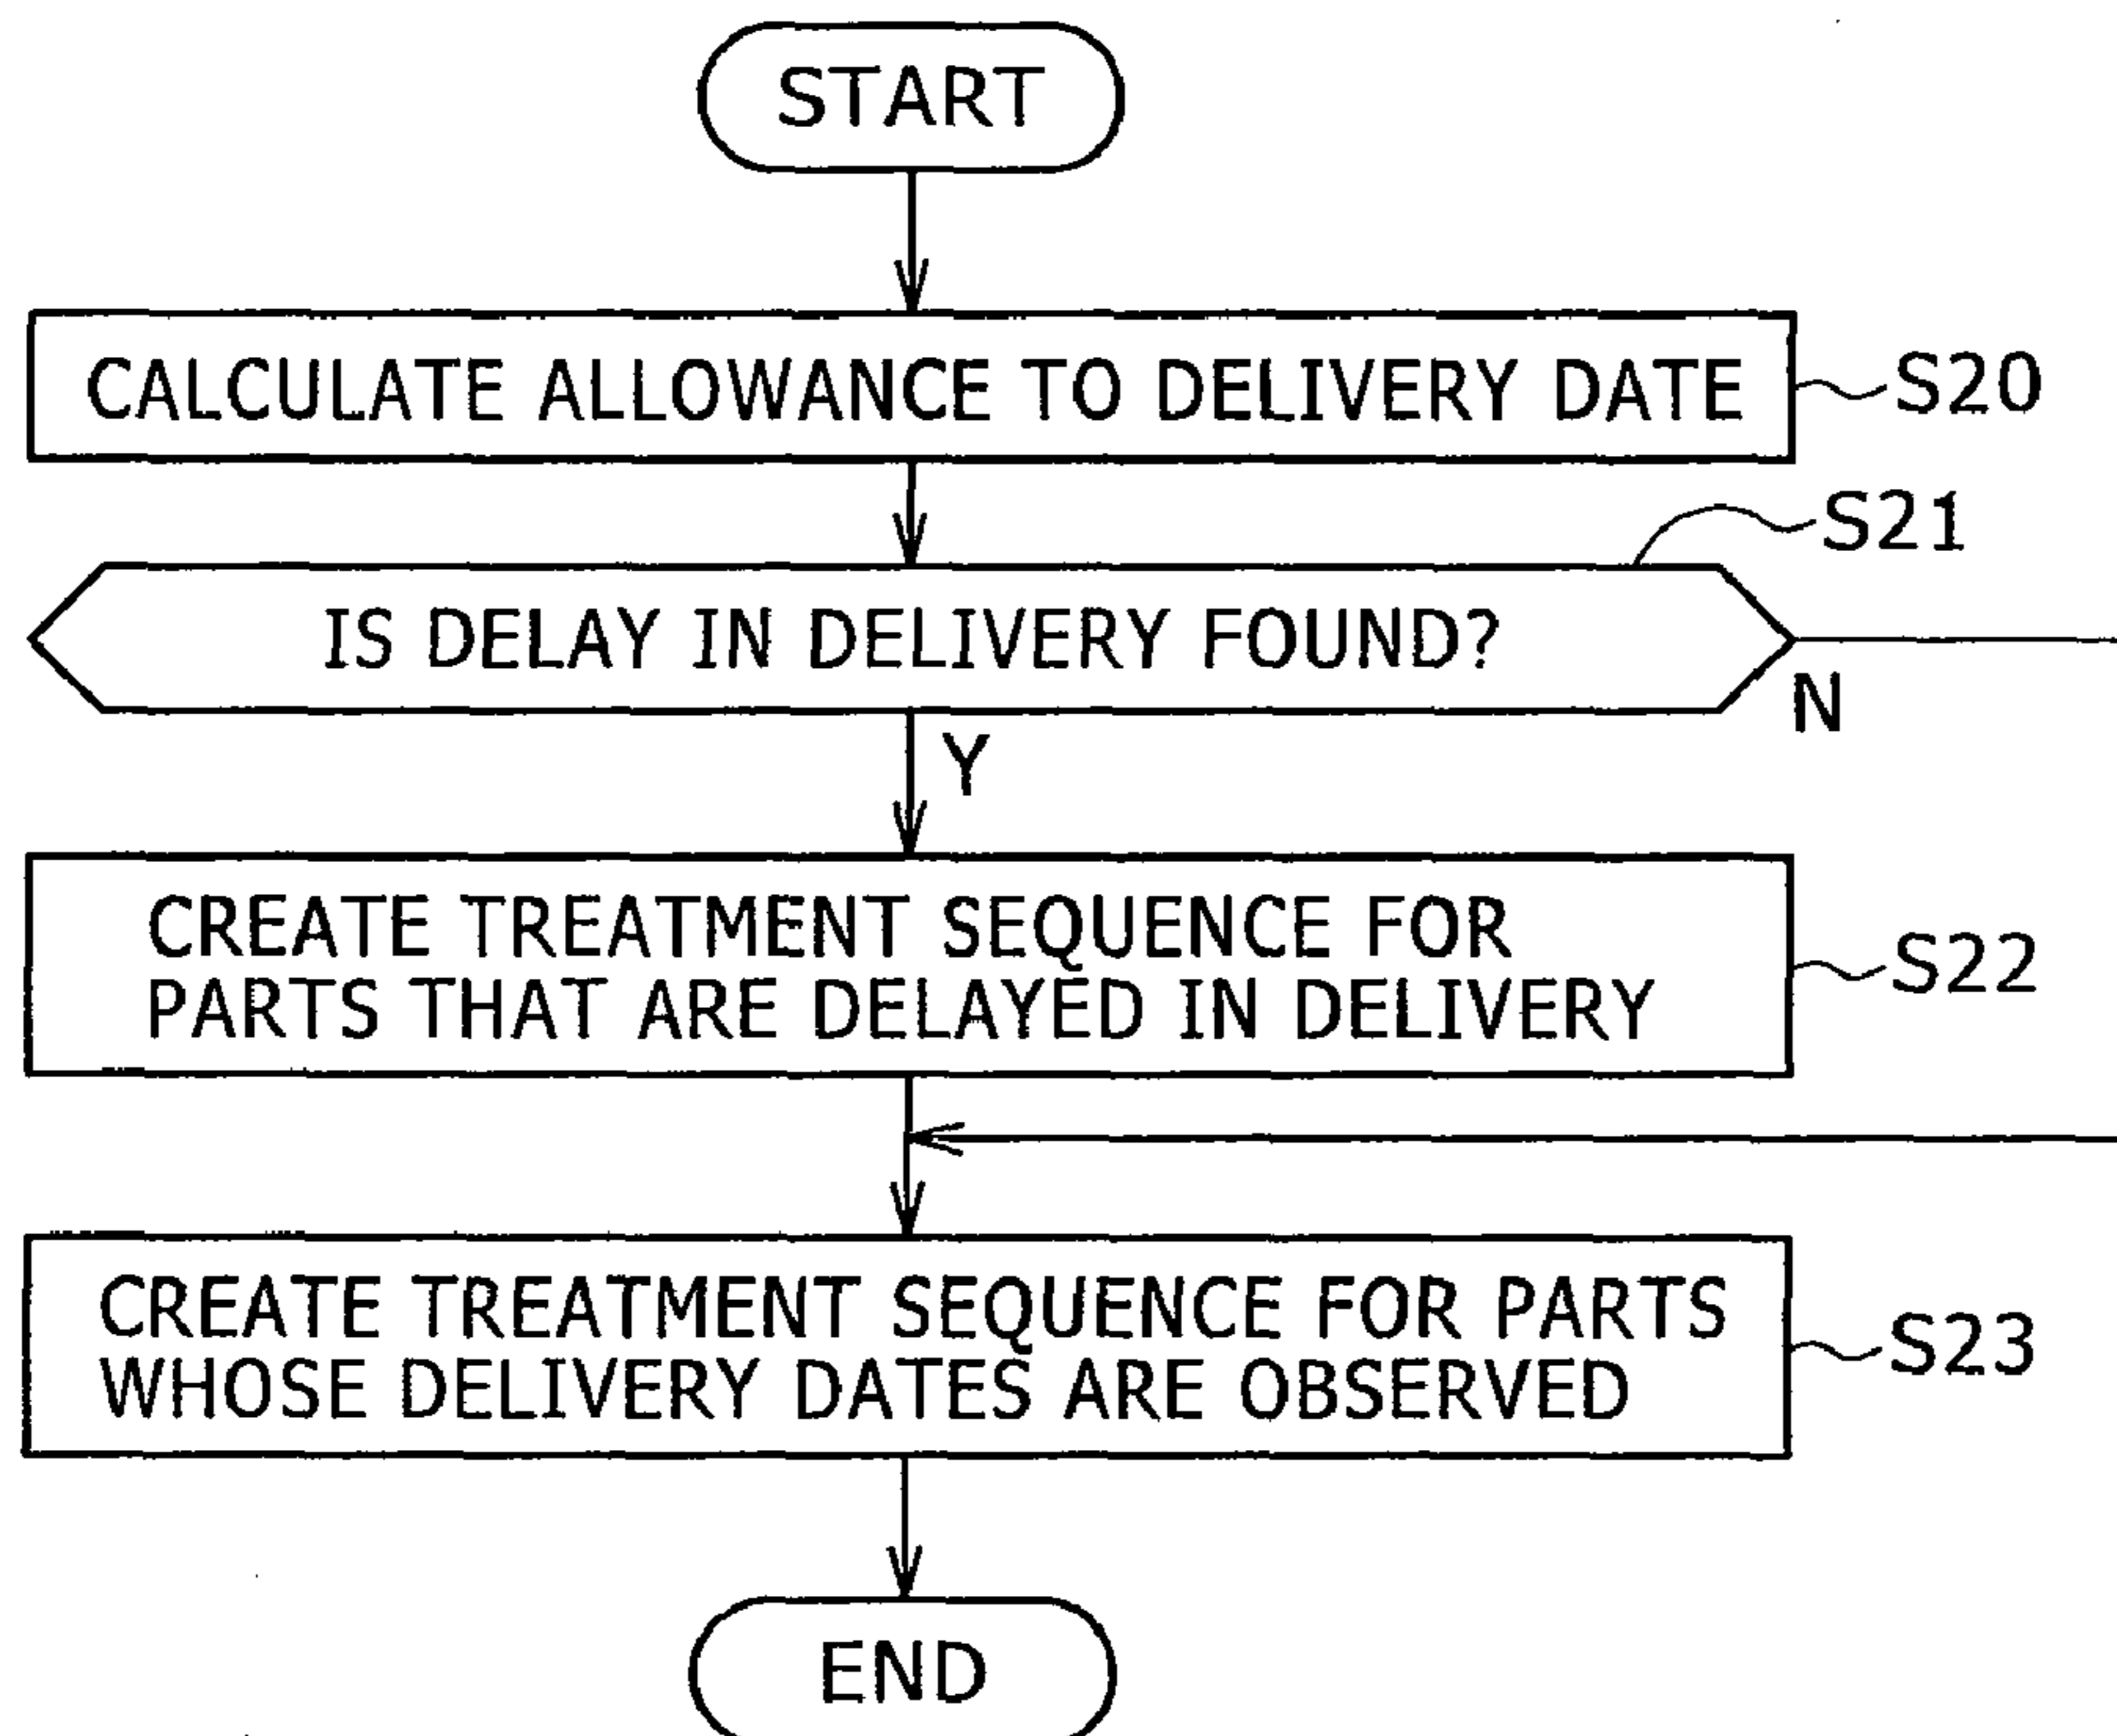 START
CALCULATE ALLOWANCE TO DELIVERY DATE
S20
S21
IS DELAY IN DELIVERY FOUND?
N
Y
CREATE TREATMENT SEQUENCE FOR
PARTS THAT ARE DELAYED IN DELIVERY
S22
CREATE TREATMENT SEQUENCE FOR PARTS
WHOSE DELIVERY DATES ARE OBSERVED
S23
END